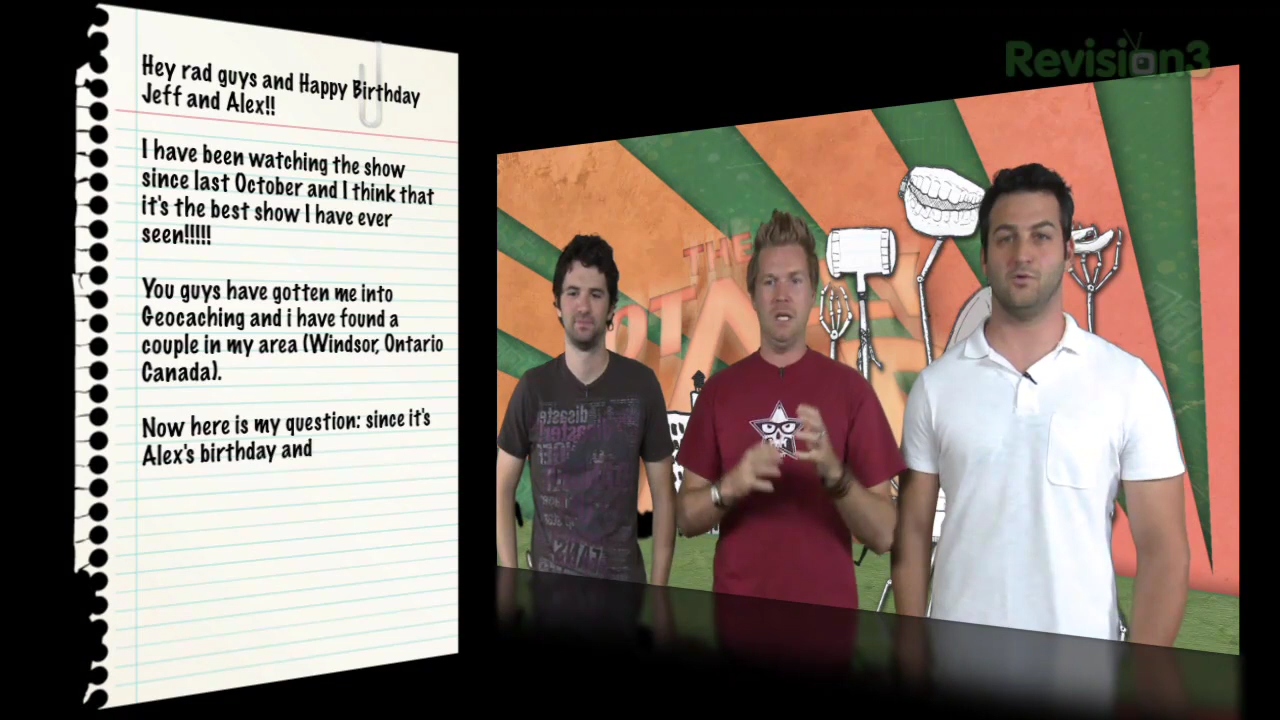 Hey rad guys and Happy Birthday
Jeff and Alex!!
I have been watching the show
since last October and I think that
it's the best show I have ever
seen!!!!!
You guys have gotten me into
Geocaching and i have found a
couple in my area (Windsor, Ontario
Canada).
Now here is my question: since it's
Alex's birthday and
Revision3
THE
disaster